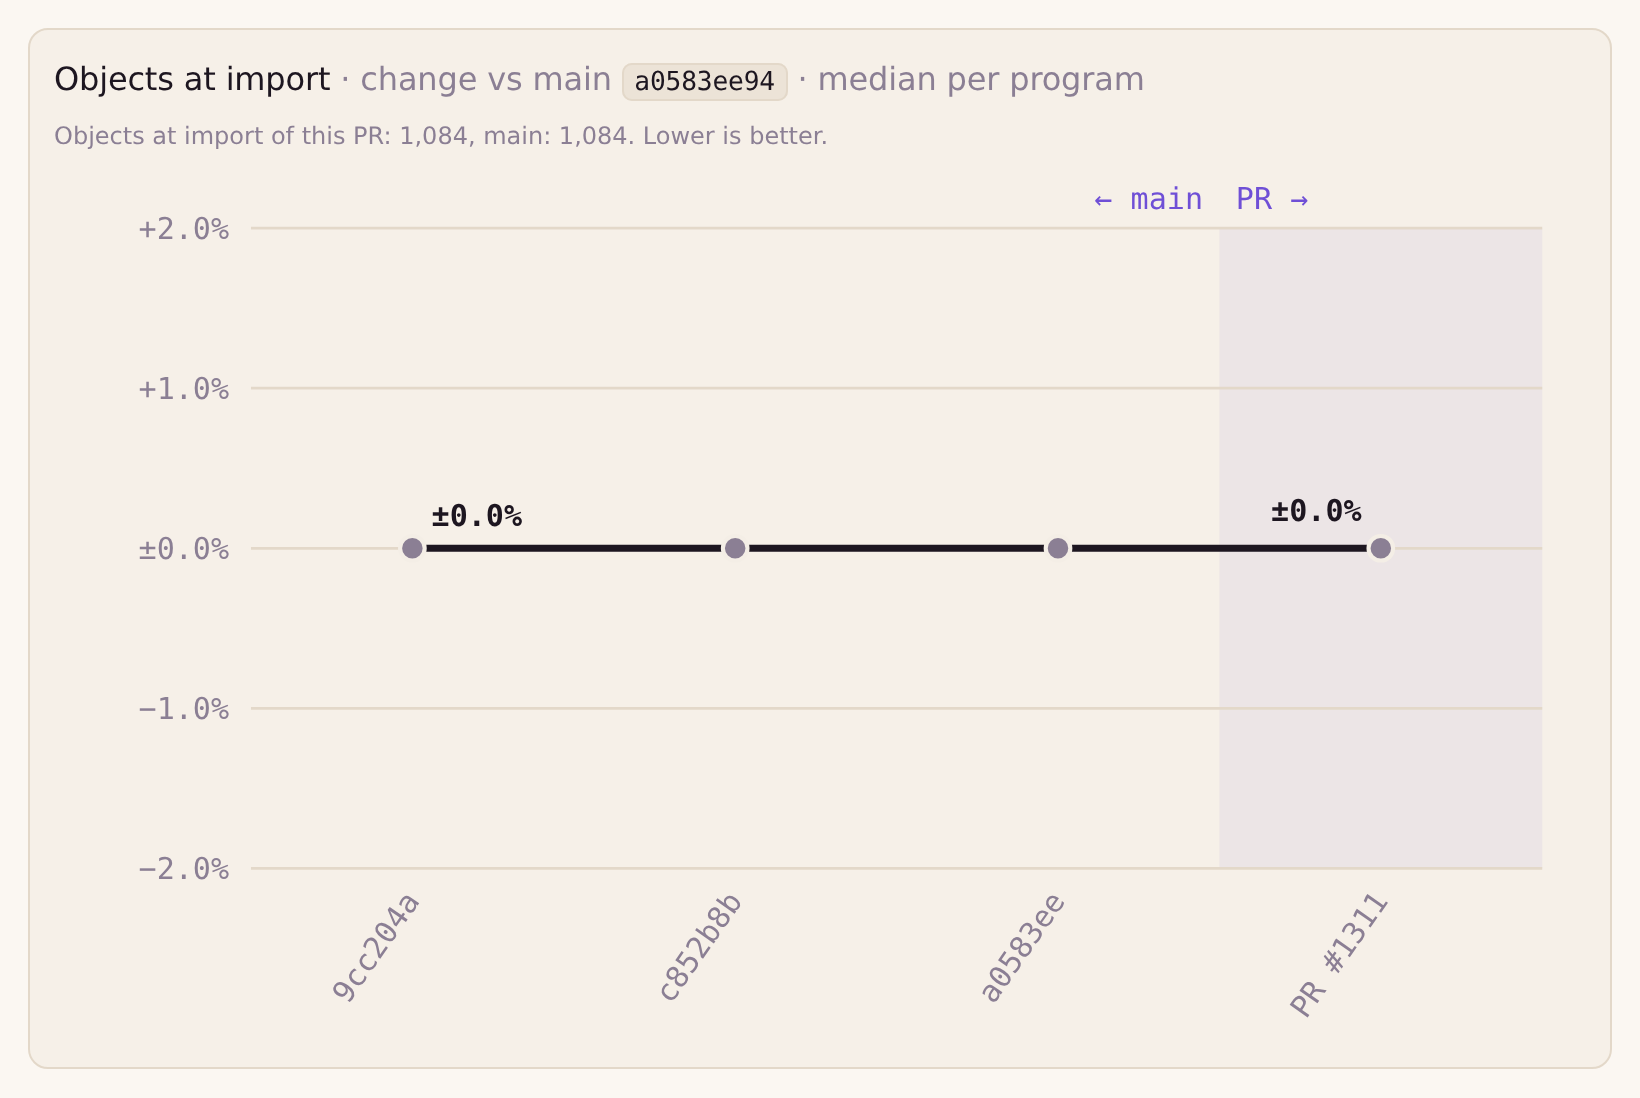 Objects at import · change vs main a0583ee94 · median per program
Objects at import of this PR: 1,084, main: 1,084. Lower is better.
← main PR →
+2.0%
+1.0%
±0.0%
−1.0%
−2.0%
±0.0%
±0.0%
9cc204a
c852b8b
a0583ee
PR #1311